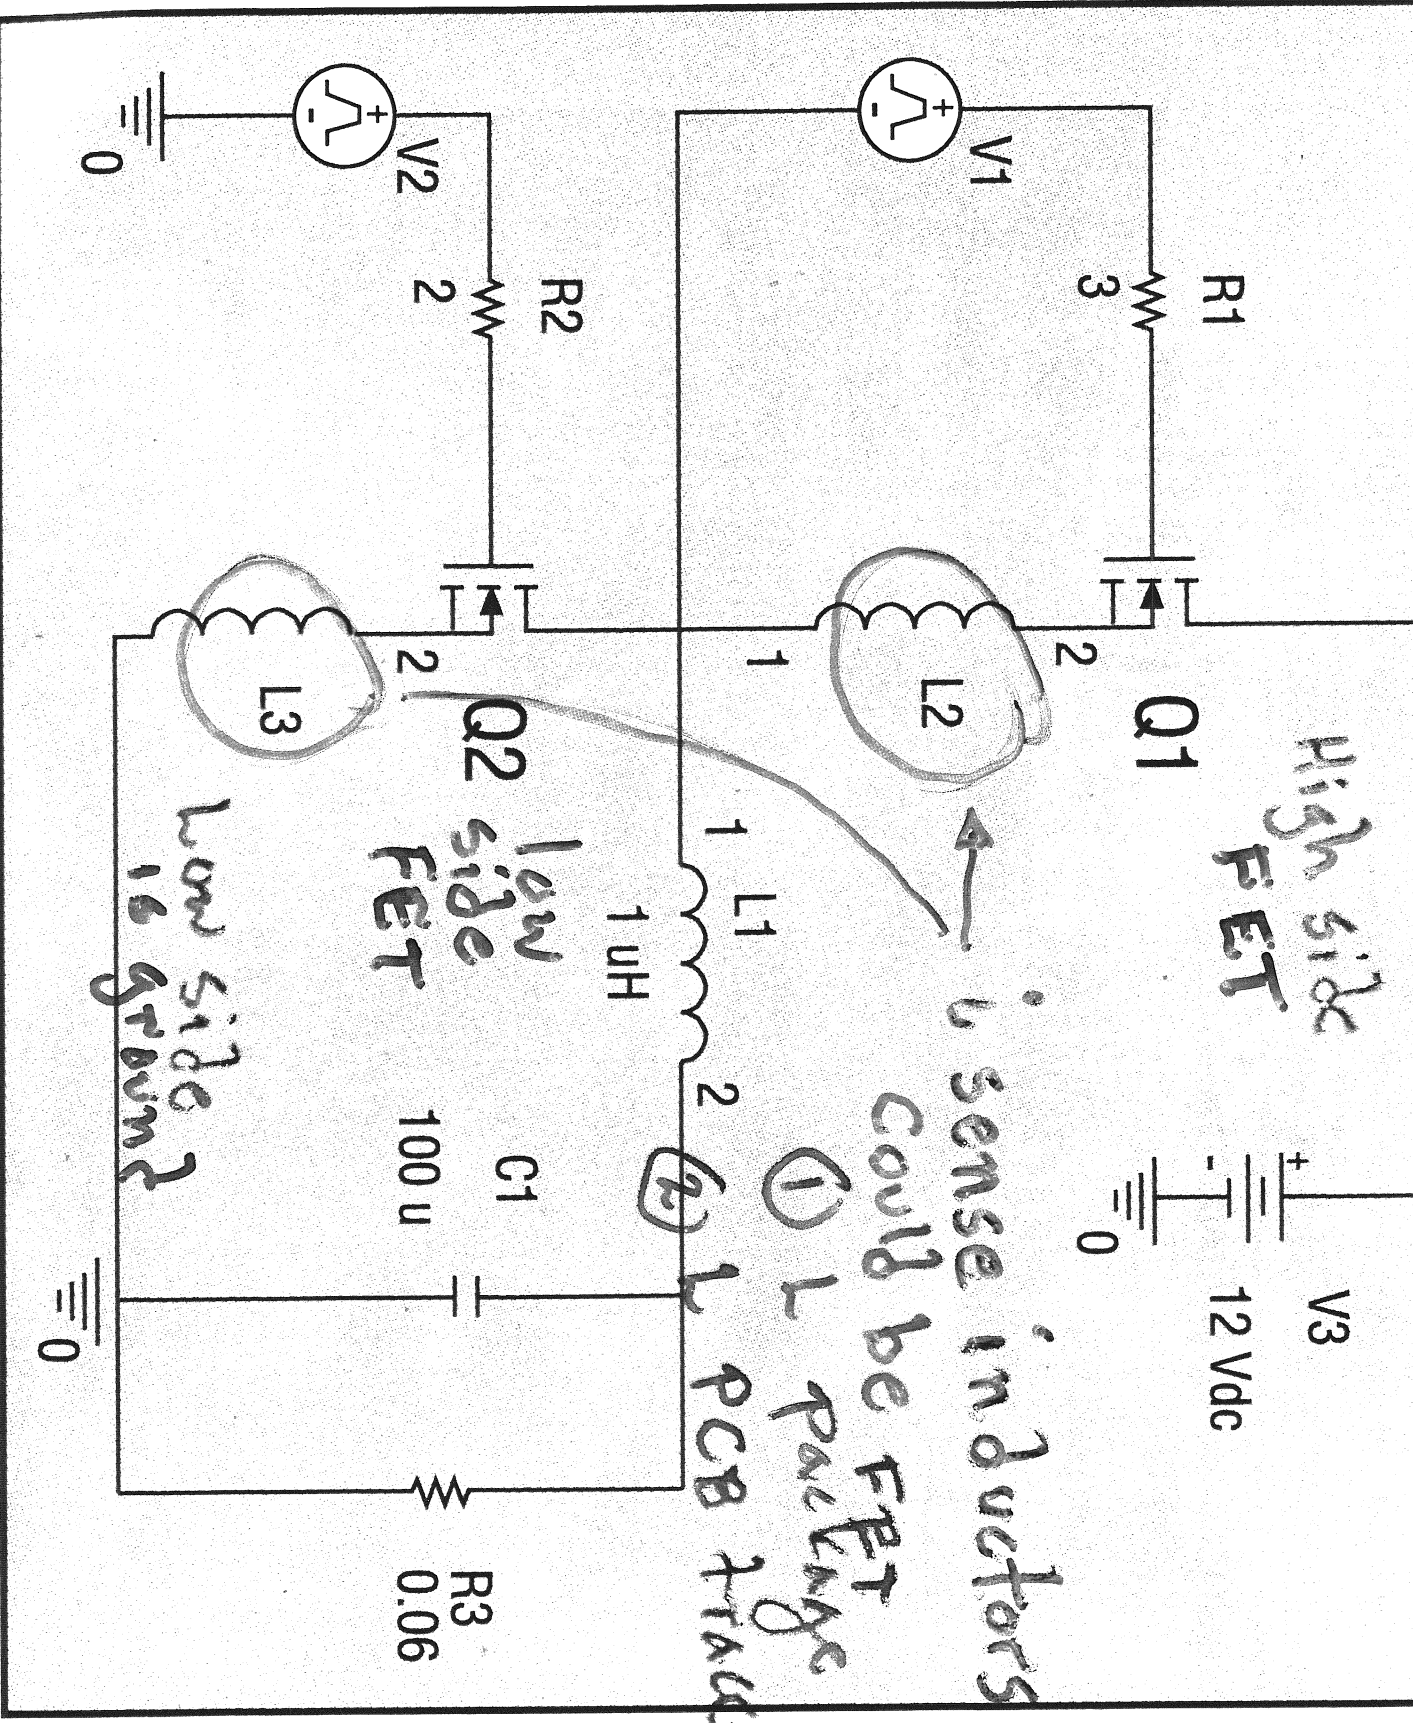 V3
12 Vdc
+
-
0
High side
FET
R1
3
Q1
2
V1
+
-
L2
1
i sense inductors
could be FET
① L Package
② L PCB trace
1
L1
1 uH
2
R2
2
Q2
low
side
FET
2
V2
+
-
0
L3
Low side
is ground
C1
100 u
R3
0.06
0